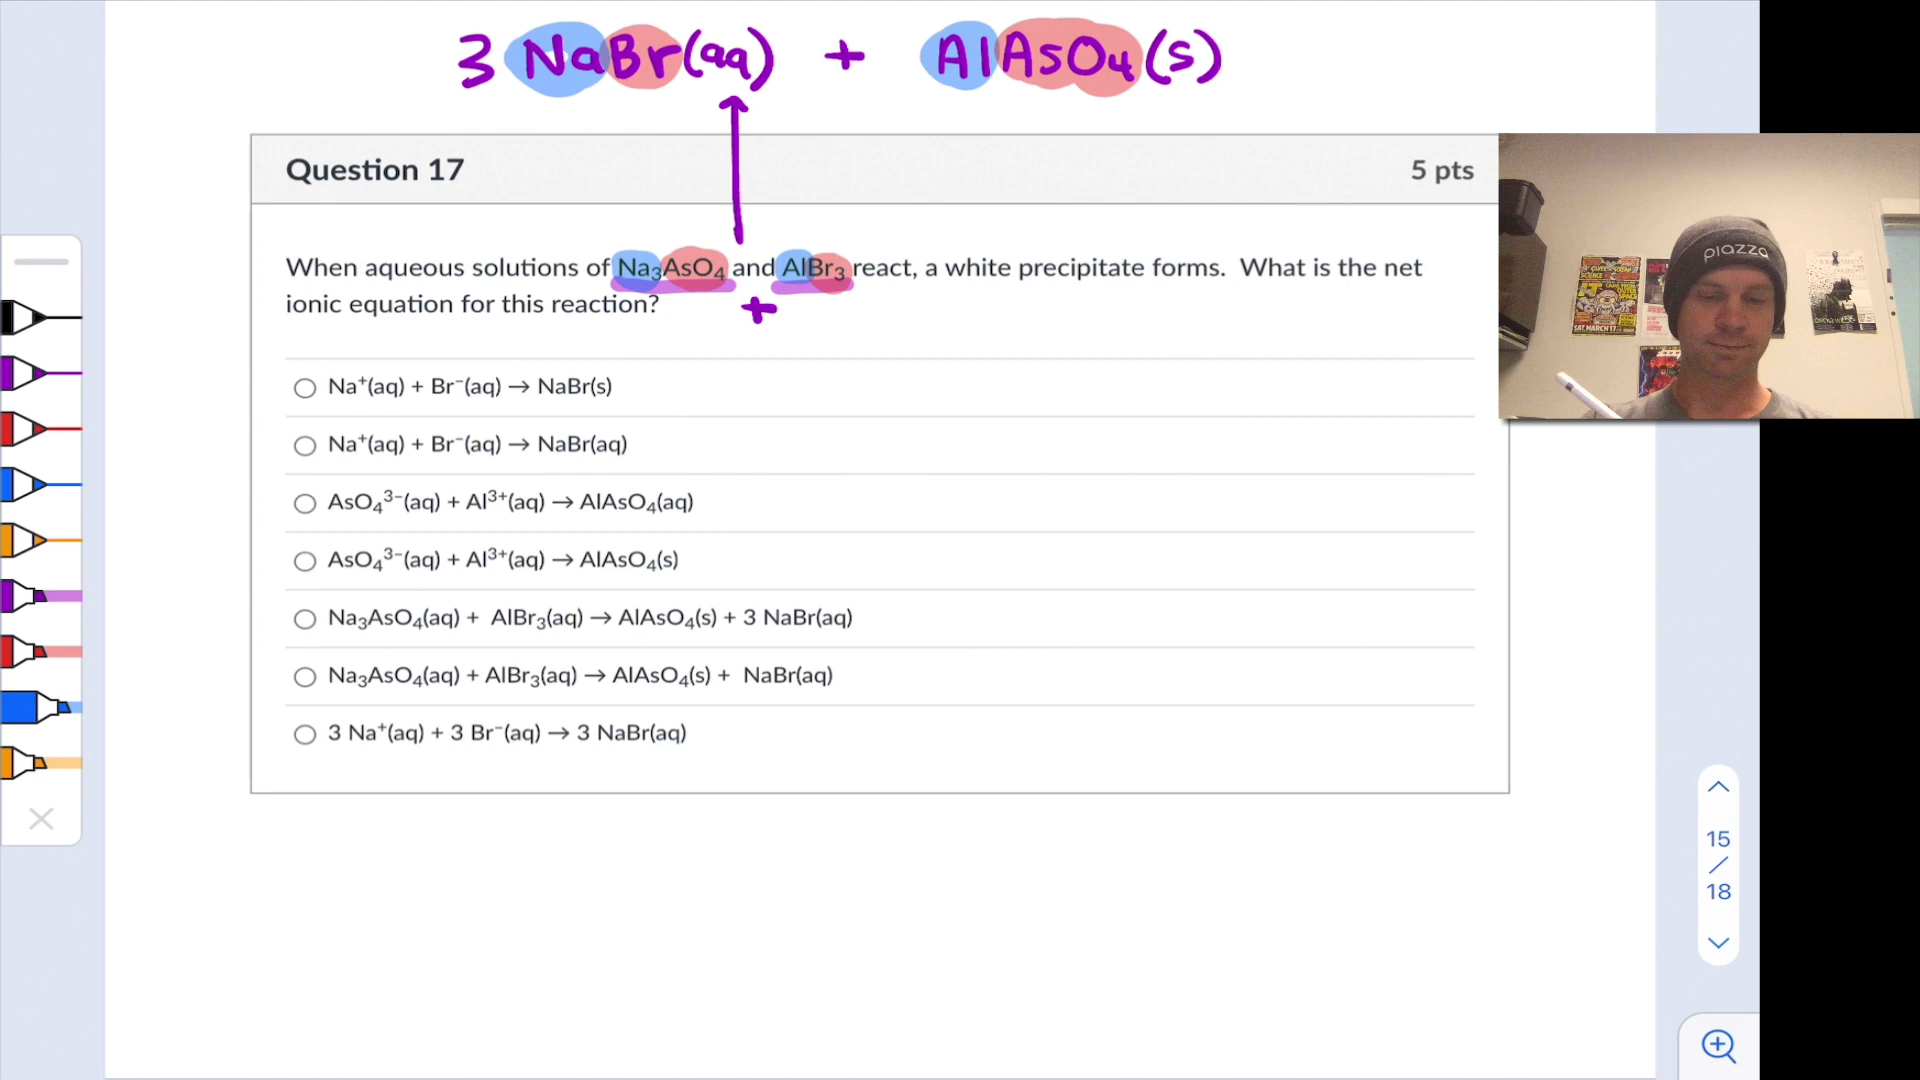 3 NaBr(aq) + AlAsO₄(s)
Question 17
5 pts
When aqueous solutions of Na₃AsO₄ and AlBr₃ react, a white precipitate forms. What is the net
ionic equation for this reaction?
+
Na⁺(aq) + Br⁻(aq) → NaBr(s)
Na⁺(aq) + Br⁻(aq) → NaBr(aq)
AsO₄³⁻(aq) + Al³⁺(aq) → AlAsO₄(aq)
AsO₄³⁻(aq) + Al³⁺(aq) → AlAsO₄(s)
Na₃AsO₄(aq) + AlBr₃(aq) → AlAsO₄(s) + 3 NaBr(aq)
Na₃AsO₄(aq) + AlBr₃(aq) → AlAsO₄(s) + NaBr(aq)
3 Na⁺(aq) + 3 Br⁻(aq) → 3 NaBr(aq)
piazza
SAT. MARCH 17
15
/
18